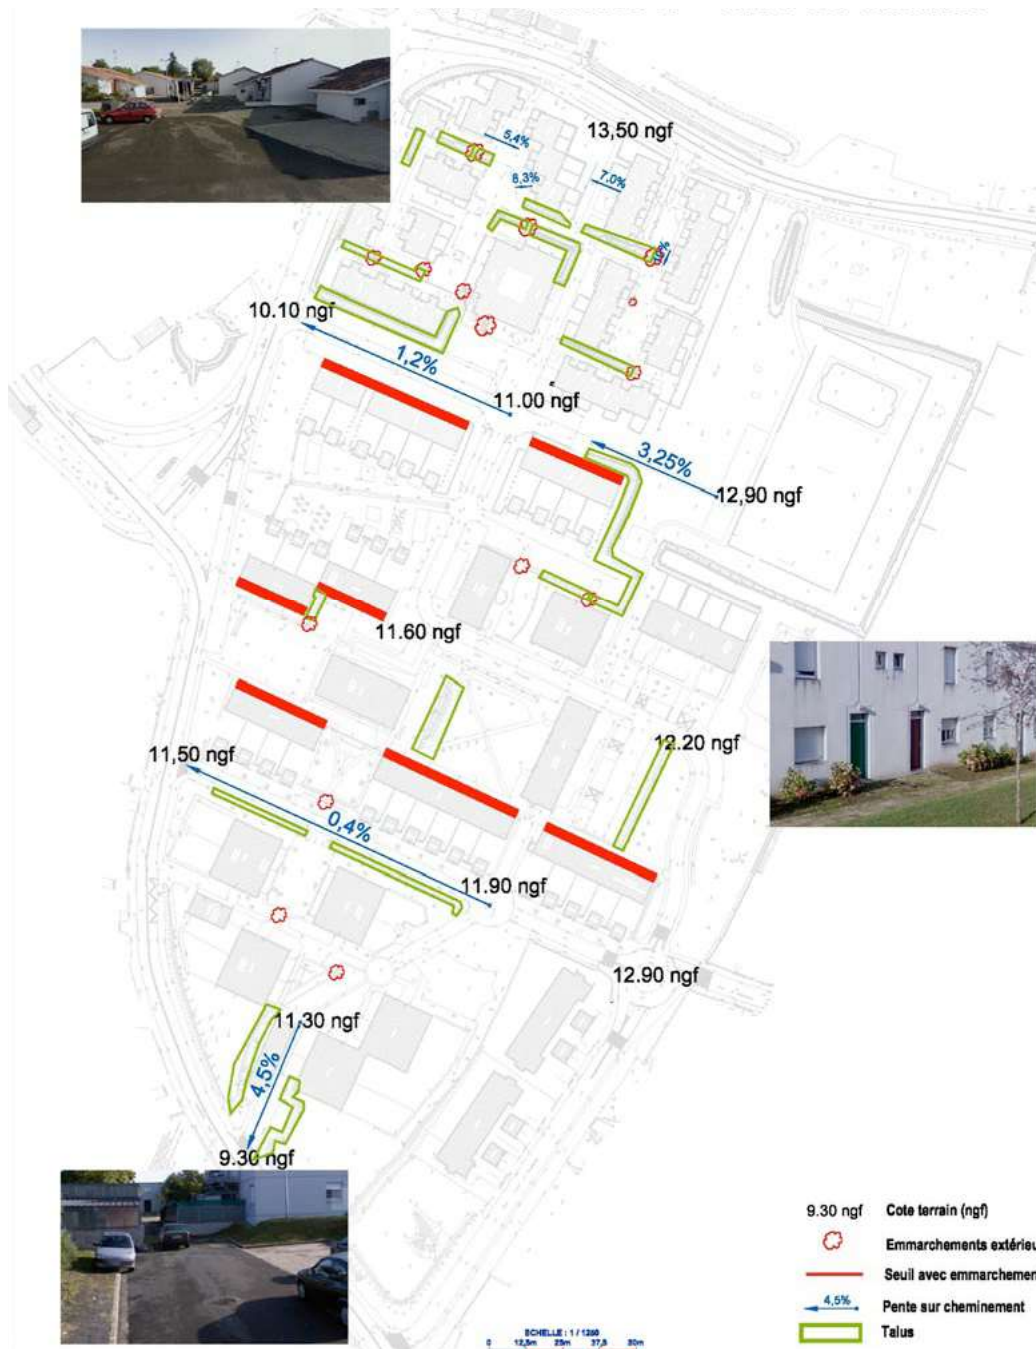 13,50 ngf
5,4%
8,3%
7.0%
10.10 ngf
1,2%
11.00 ngf
3,25%
12,90 ngf
11.60 ngf
12.20 ngf
11,50 ngf
0,4%
11.90 ngf
12.90 ngf
11.30 ngf
4,5%
9.30 ngf
9.30 ngf Cote terrain (ngf)
Emmarchements extérieu
Seuil avec emmarchemen
4,5% Pente sur cheminement
Talus
ECHELLE : 1 / 1250
0 12,5m 25m 37,5 50m